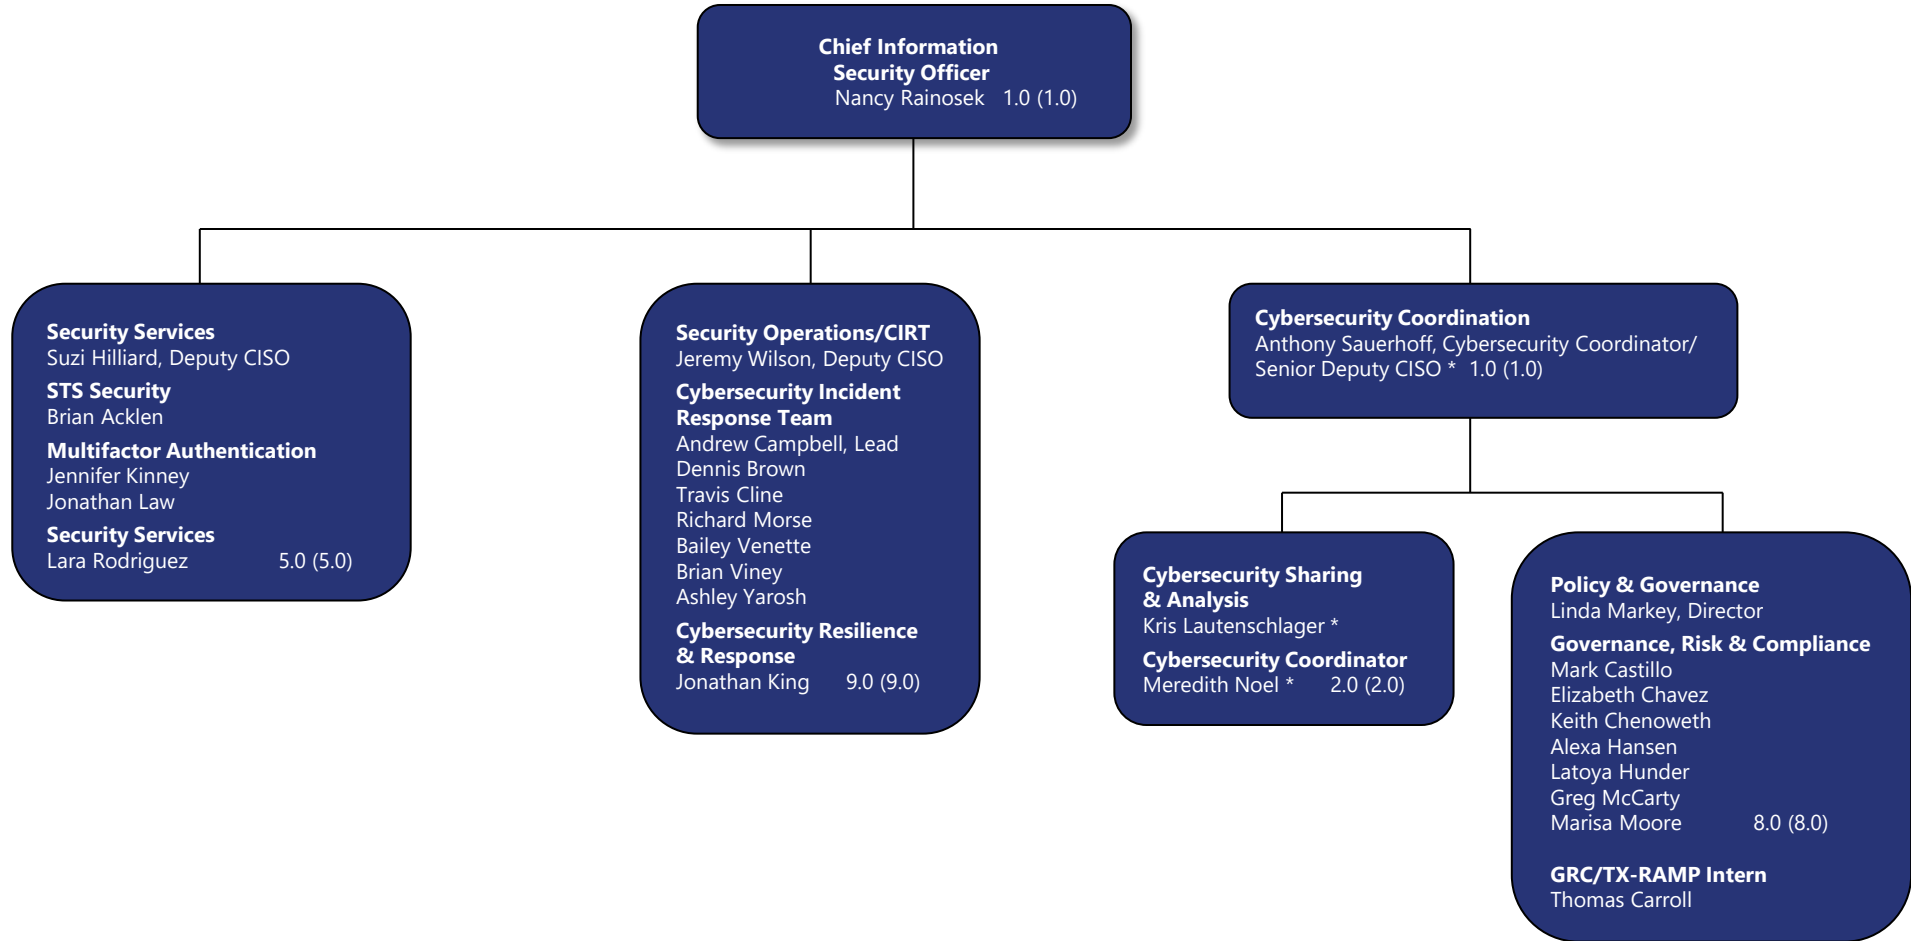 Chief Information
Security Officer
Nancy Rainosek 1.0 (1.0)
Security Services
Suzi Hilliard, Deputy CISO
STS Security
Brian Acklen
Multifactor Authentication
Jennifer Kinney
Jonathan Law
Security Services
Lara Rodriguez 5.0 (5.0)
Security Operations/CIRT
Jeremy Wilson, Deputy CISO
Cybersecurity Incident
Response Team
Andrew Campbell, Lead
Dennis Brown
Travis Cline
Richard Morse
Bailey Venette
Brian Viney
Ashley Yarosh
Cybersecurity Resilience
& Response
Jonathan King 9.0 (9.0)
Cybersecurity Coordination
Anthony Sauerhoff, Cybersecurity Coordinator/
Senior Deputy CISO * 1.0 (1.0)
Cybersecurity Sharing
& Analysis
Kris Lautenschlager *
Cybersecurity Coordinator
Meredith Noel * 2.0 (2.0)
Policy & Governance
Linda Markey, Director
Governance, Risk & Compliance
Mark Castillo
Elizabeth Chavez
Keith Chenoweth
Alexa Hansen
Latoya Hunder
Greg McCarty
Marisa Moore 8.0 (8.0)
GRC/TX-RAMP Intern
Thomas Carroll